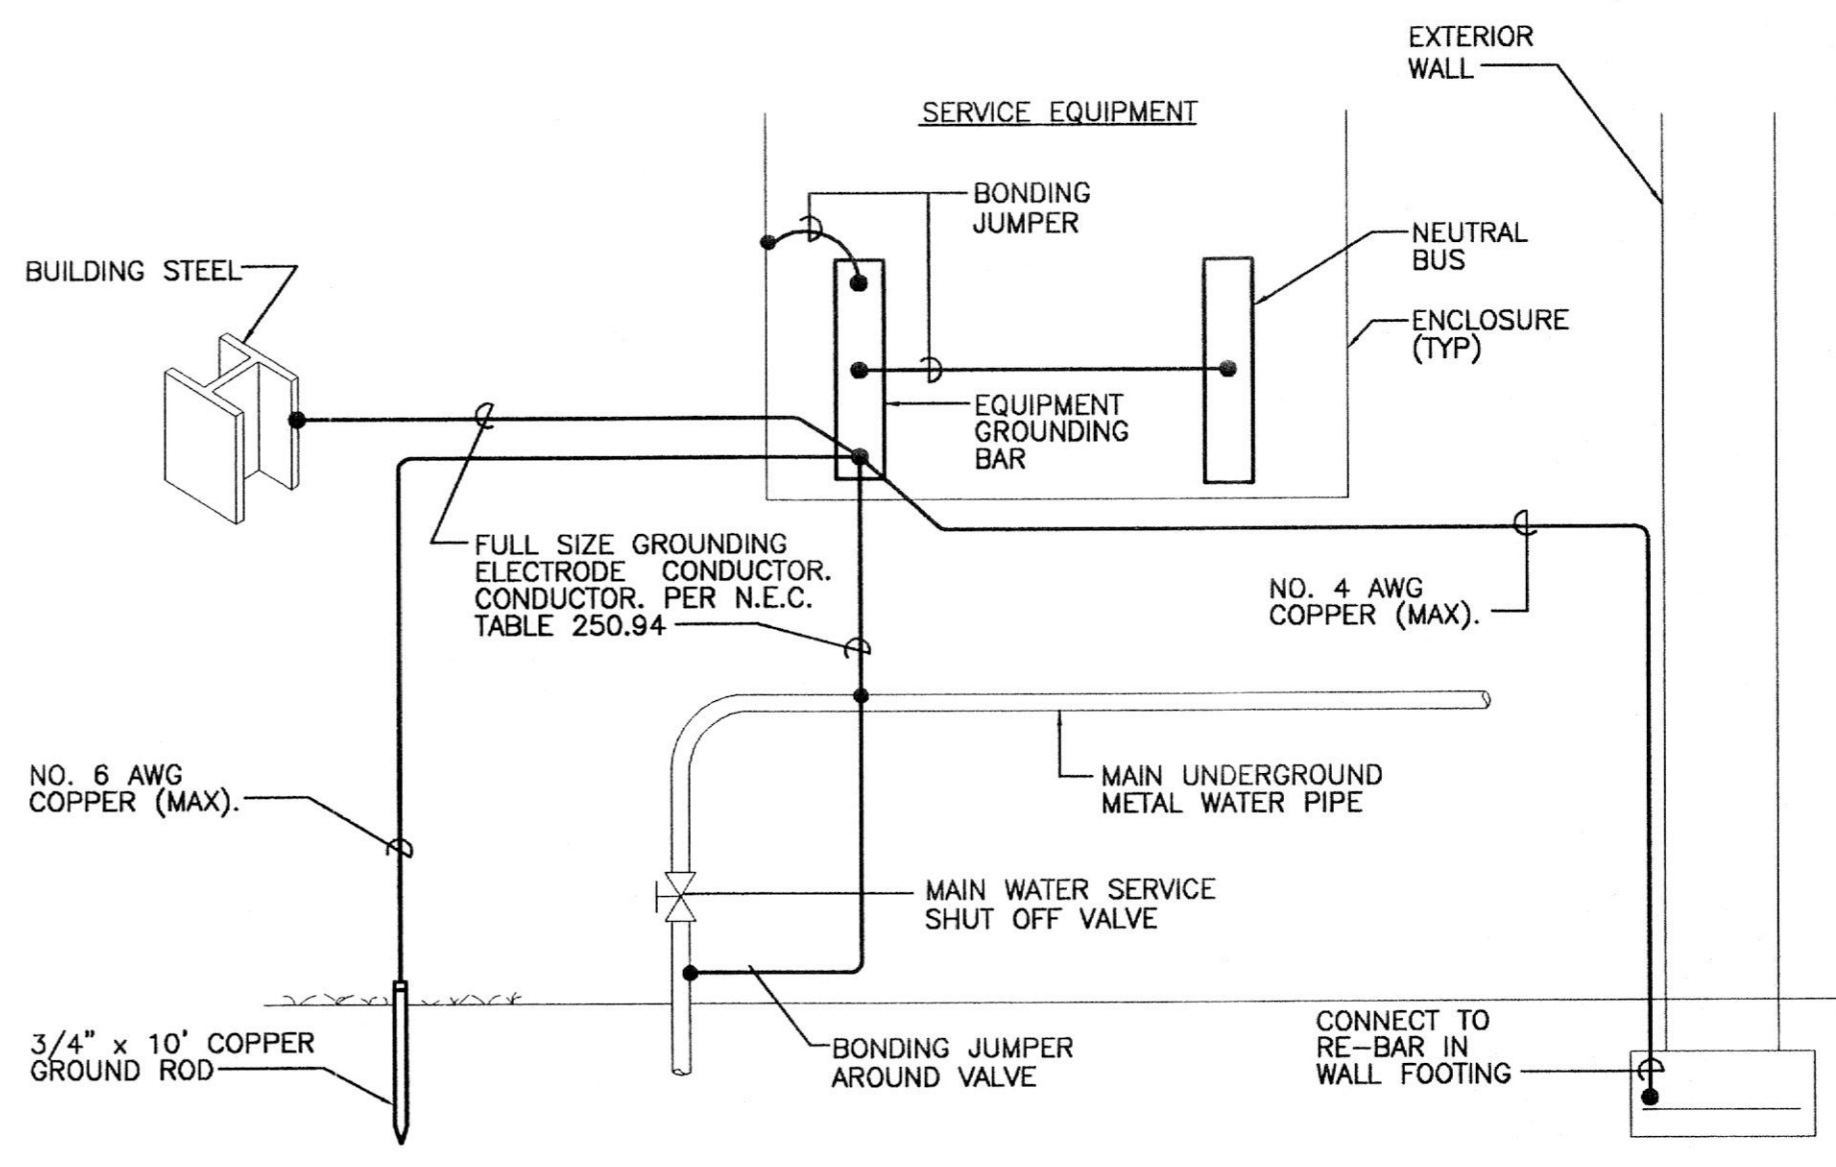 EXTERIOR
WALL
SERVICE EQUIPMENT
BONDING
JUMPER
NEUTRAL
BUS
BUILDING STEEL
ENCLOSURE
(TYP)
EQUIPMENT
GROUNDING
BAR
FULL SIZE GROUNDING
ELECTRODE CONDUCTOR.
CONDUCTOR. PER N.E.C.
TABLE 250.94
NO. 4 AWG
COPPER (MAX).
NO. 6 AWG
COPPER (MAX).
MAIN UNDERGROUND
METAL WATER PIPE
MAIN WATER SERVICE
SHUT OFF VALVE
3/4" x 10' COPPER
GROUND ROD
BONDING JUMPER
AROUND VALVE
CONNECT TO
RE-BAR IN
WALL FOOTING